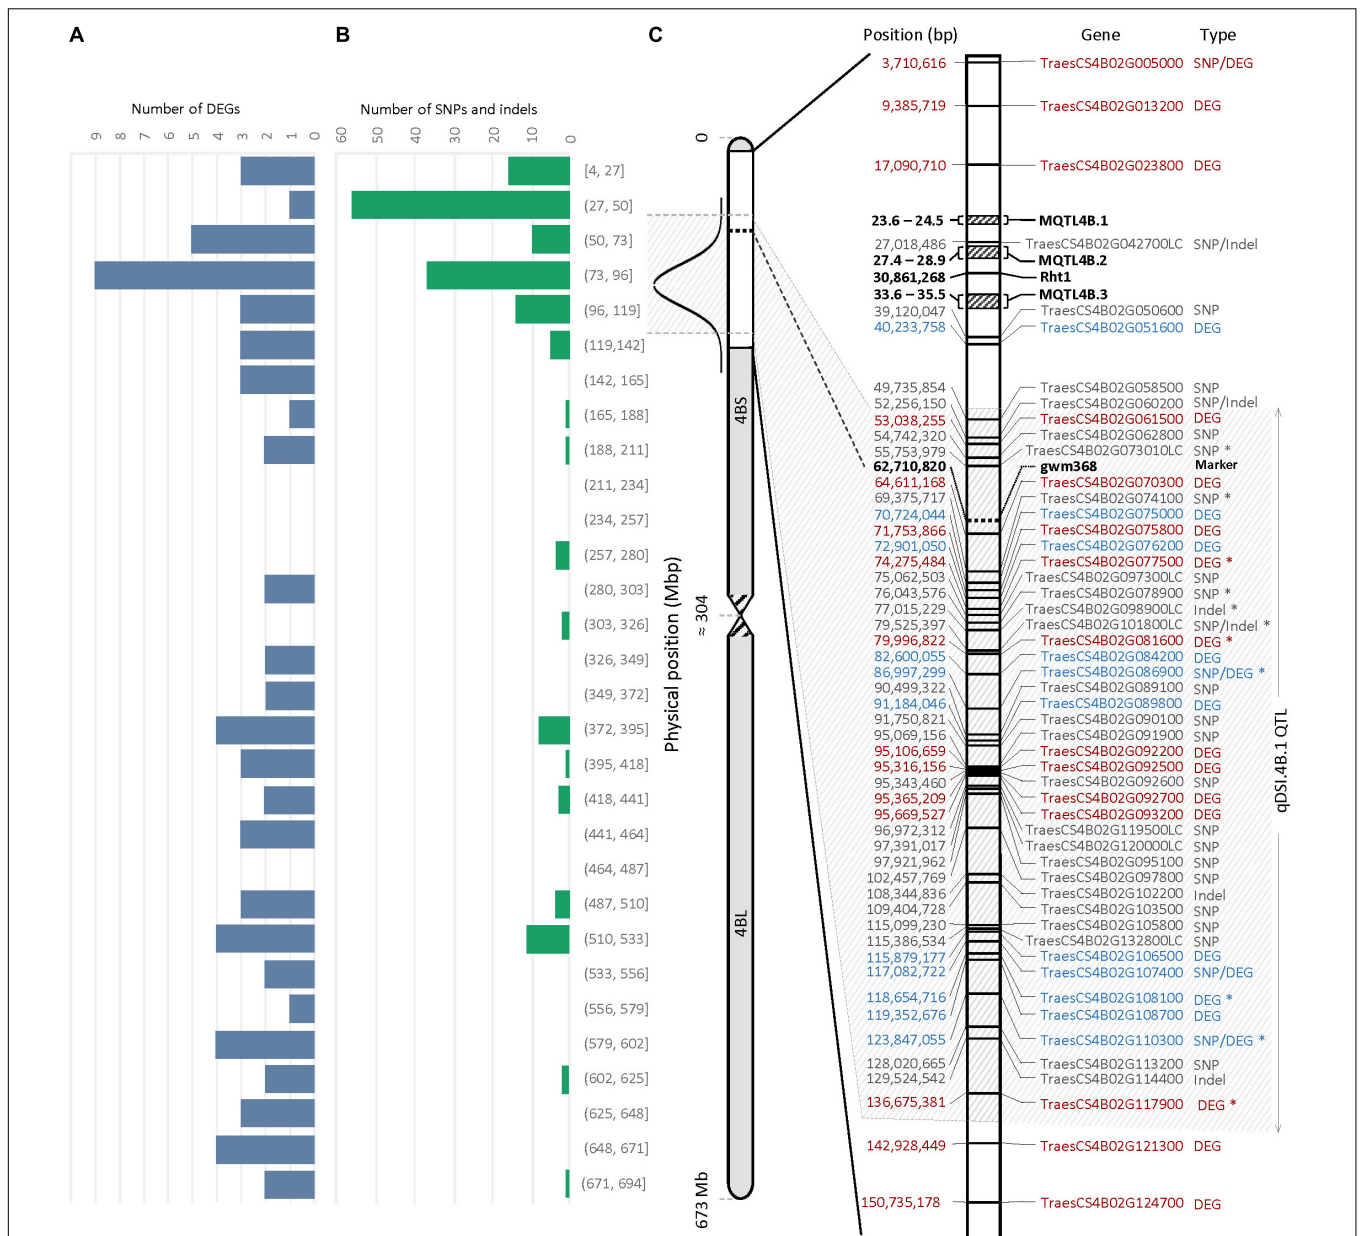 A
B
C
Number of DEGs
9 8 7 6 5 4 3 2 1 0
Number of SNPs and indels
60 50 40 30 20 10 0
[4, 27]
(27, 50]
(50, 73]
(73, 96]
(96, 119]
(119,142]
(142, 165]
(165, 188]
(188, 211]
(211, 234]
(234, 257]
(257, 280]
(280, 303]
(303, 326]
(326, 349]
(349, 372]
(372, 395]
(395, 418]
(418, 441]
(441, 464]
(464, 487]
(487, 510]
(510, 533]
(533, 556]
(556, 579]
(579, 602]
(602, 625]
(625, 648]
(648, 671]
(671, 694]
Physical position (Mbp)
0
≈ 304
673 Mb
4BS
4BL
Position (bp) Gene Type
3,710,616 TraesCS4B02G005000 SNP/DEG
9,385,719 TraesCS4B02G013200 DEG
17,090,710 TraesCS4B02G023800 DEG
23.6 – 24.5 MQTL4B.1
27,018,486 TraesCS4B02G042700LC SNP/Indel
27.4 – 28.9 MQTL4B.2
30,861,268 Rht1
33.6 – 35.5 MQTL4B.3
39,120,047 TraesCS4B02G050600 SNP
40,233,758 TraesCS4B02G051600 DEG
49,735,854 TraesCS4B02G058500 SNP
52,256,150 TraesCS4B02G060200 SNP/Indel
53,038,255 TraesCS4B02G061500 DEG
54,742,320 TraesCS4B02G062800 SNP
55,753,979 TraesCS4B02G073010LC SNP *
62,710,820 gwm368 Marker
64,611,168 TraesCS4B02G070300 DEG
69,375,717 TraesCS4B02G074100 SNP *
70,724,044 TraesCS4B02G075000 DEG
71,753,866 TraesCS4B02G075800 DEG
72,901,050 TraesCS4B02G076200 DEG
74,275,484 TraesCS4B02G077500 DEG *
75,062,503 TraesCS4B02G097300LC SNP
76,043,576 TraesCS4B02G078900 SNP *
77,015,229 TraesCS4B02G098900LC Indel *
79,525,397 TraesCS4B02G101800LC SNP/Indel *
79,996,822 TraesCS4B02G081600 DEG *
82,600,055 TraesCS4B02G084200 DEG
86,997,299 TraesCS4B02G086900 SNP/DEG *
90,499,322 TraesCS4B02G089100 SNP
91,184,046 TraesCS4B02G089800 DEG
91,750,821 TraesCS4B02G090100 SNP
95,069,156 TraesCS4B02G091900 SNP
95,106,659 TraesCS4B02G092200 DEG
95,316,156 TraesCS4B02G092500 DEG
95,343,460 TraesCS4B02G092600 SNP
95,365,209 TraesCS4B02G092700 DEG
95,669,527 TraesCS4B02G093200 DEG
96,972,312 TraesCS4B02G119500LC SNP
97,391,017 TraesCS4B02G120000LC SNP
97,921,962 TraesCS4B02G095100 SNP
102,457,769 TraesCS4B02G097800 SNP
108,344,836 TraesCS4B02G102200 Indel
109,404,728 TraesCS4B02G103500 SNP
115,099,230 TraesCS4B02G105800 SNP
115,386,534 TraesCS4B02G132800LC SNP
115,879,177 TraesCS4B02G106500 DEG
117,082,722 TraesCS4B02G107400 SNP/DEG
118,654,716 TraesCS4B02G108100 DEG *
119,352,676 TraesCS4B02G108700 DEG
123,847,055 TraesCS4B02G110300 SNP/DEG *
128,020,665 TraesCS4B02G113200 SNP
129,524,542 TraesCS4B02G114400 Indel
136,675,381 TraesCS4B02G117900 DEG *
142,928,449 TraesCS4B02G121300 DEG
150,735,178 TraesCS4B02G124700 DEG
qDSI.4B.1 QTL